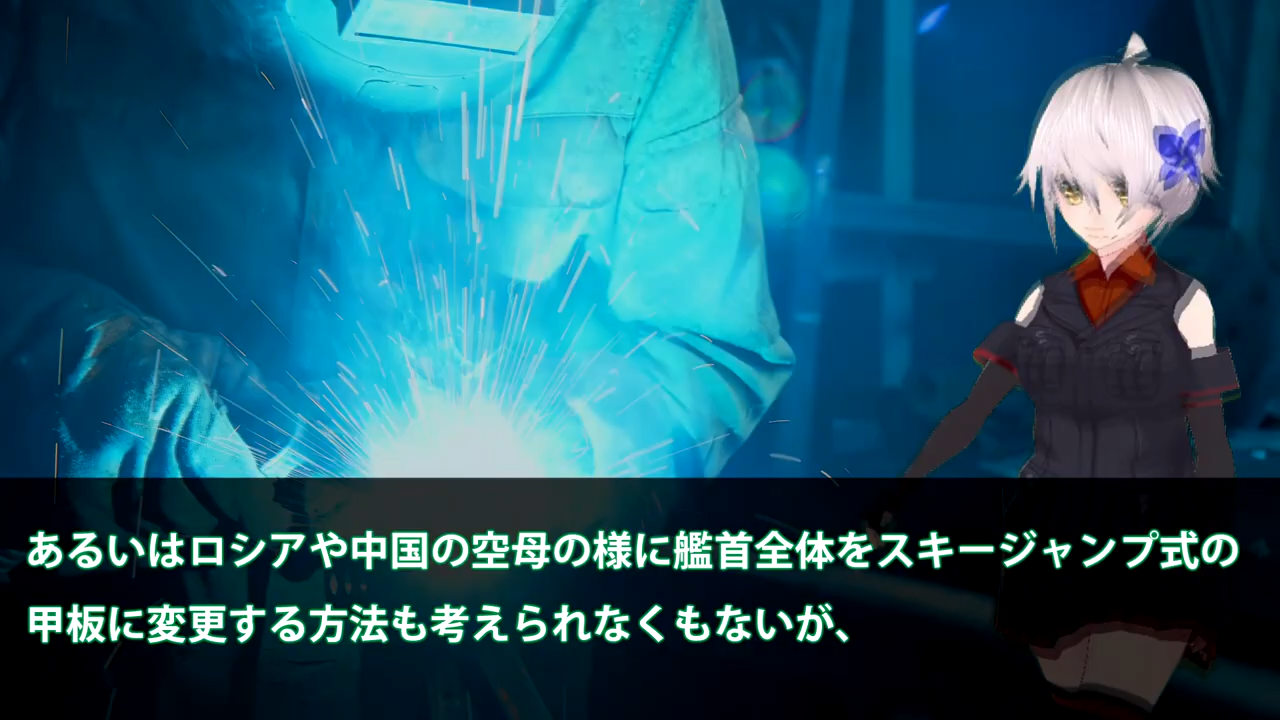 あるいはロシアや中国の空母の様に艦首全体をスキージャンプ式の
甲板に変更する方法も考えられなくもないが、